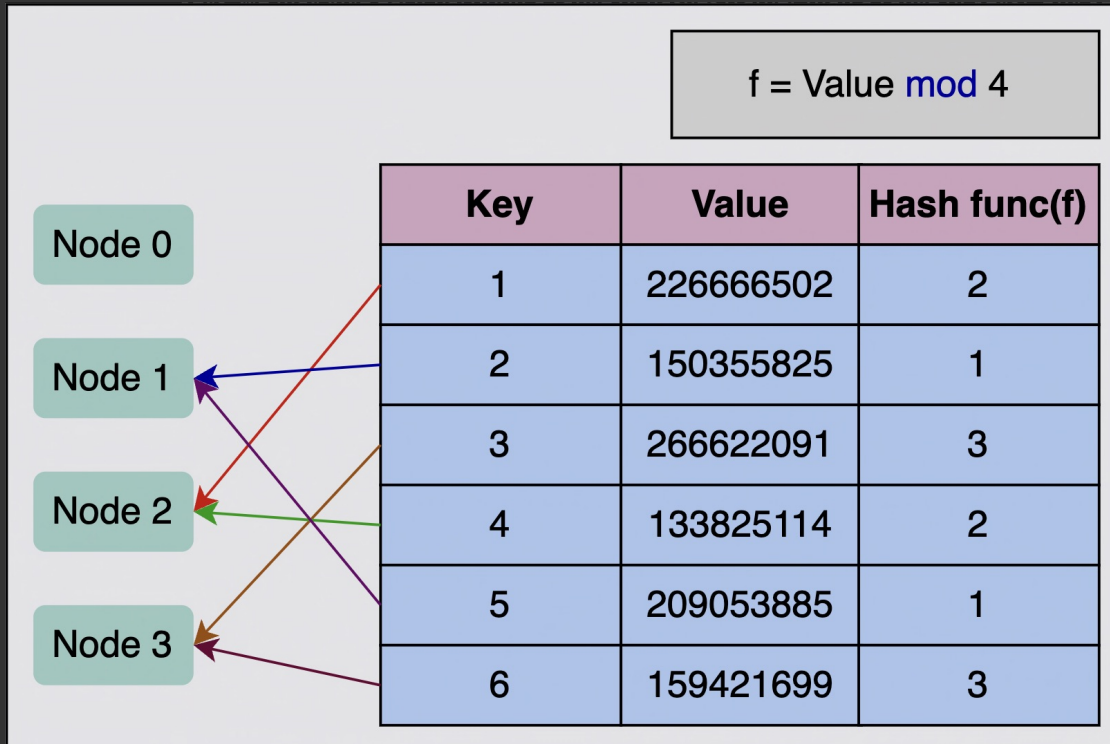 f = Value mod 4
Key Value Hash func(f)
Node 0
1 226666502 2
2 150355825 1
Node 1
3 266622091 3
Node 2
4 133825114 2
5 209053885 1
Node 3
6 159421699 3